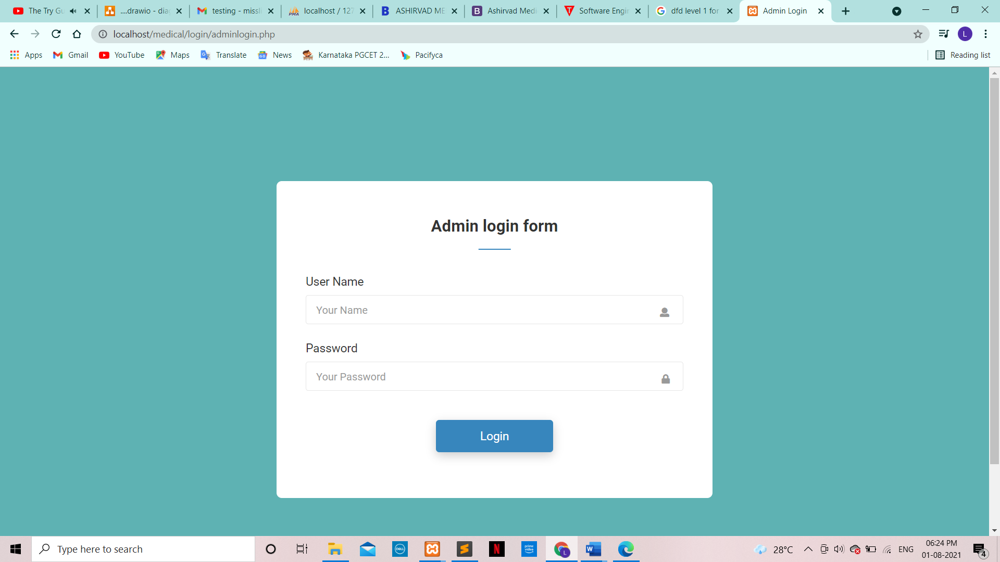 The Try Gu
....drawio - dia
testing - missli
localhost / 127
ASHIRVAD ME
Ashirvad Medi
Software Engin
dfd level 1 for
Admin Login
localhost/medical/login/adminlogin.php
L
Apps
Gmail
YouTube
Maps
Translate
News
Karnataka PGCET 2...
Pacifyca
Reading list
Admin login form
User Name
Your Name
Password
Your Password
Login
Type here to search
28°C
ENG
06:24 PM
01-08-2021
4